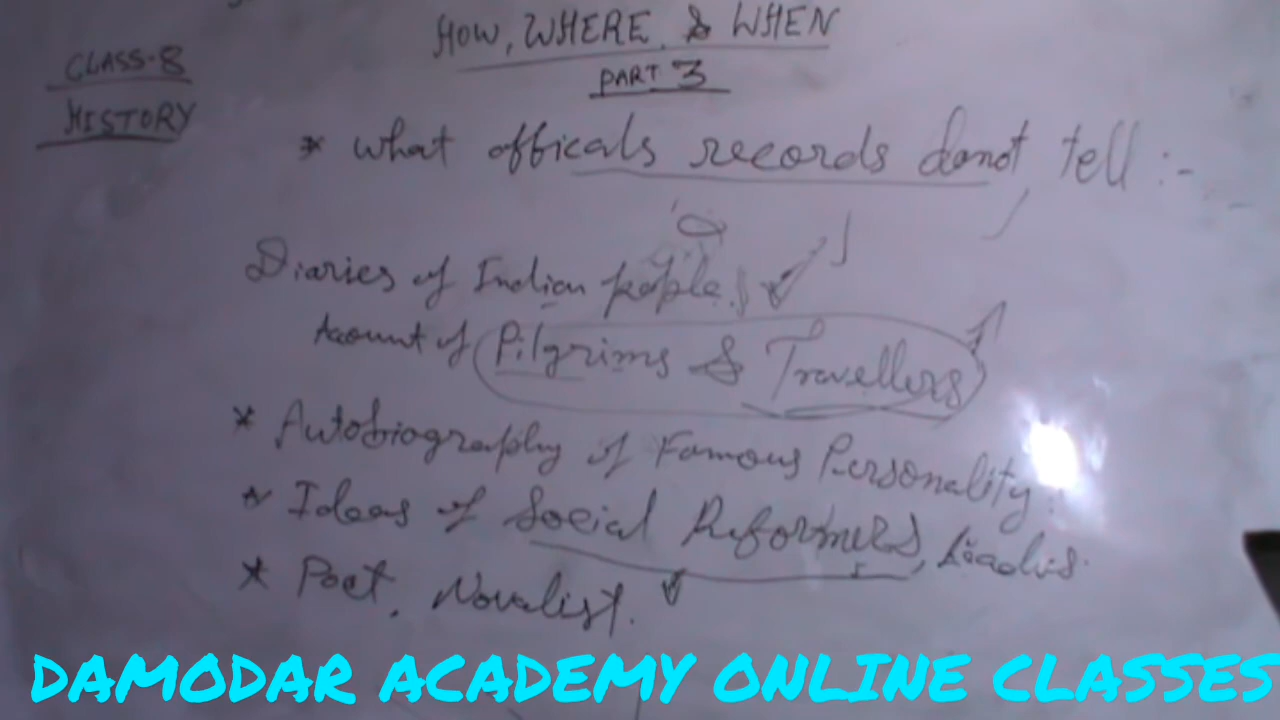 HOW, WHERE & WHEN
PART 3
CLASS-8
HISTORY
* what officals records donot tell :-
Diaries of Indian people.
Account of Pilgrims & Travellers
* Autobiography of Famous Personality.
* Ideas of Social Reformers, Leaders.
* Poet, Novalist.
DAMODAR ACADEMY ONLINE CLASSES